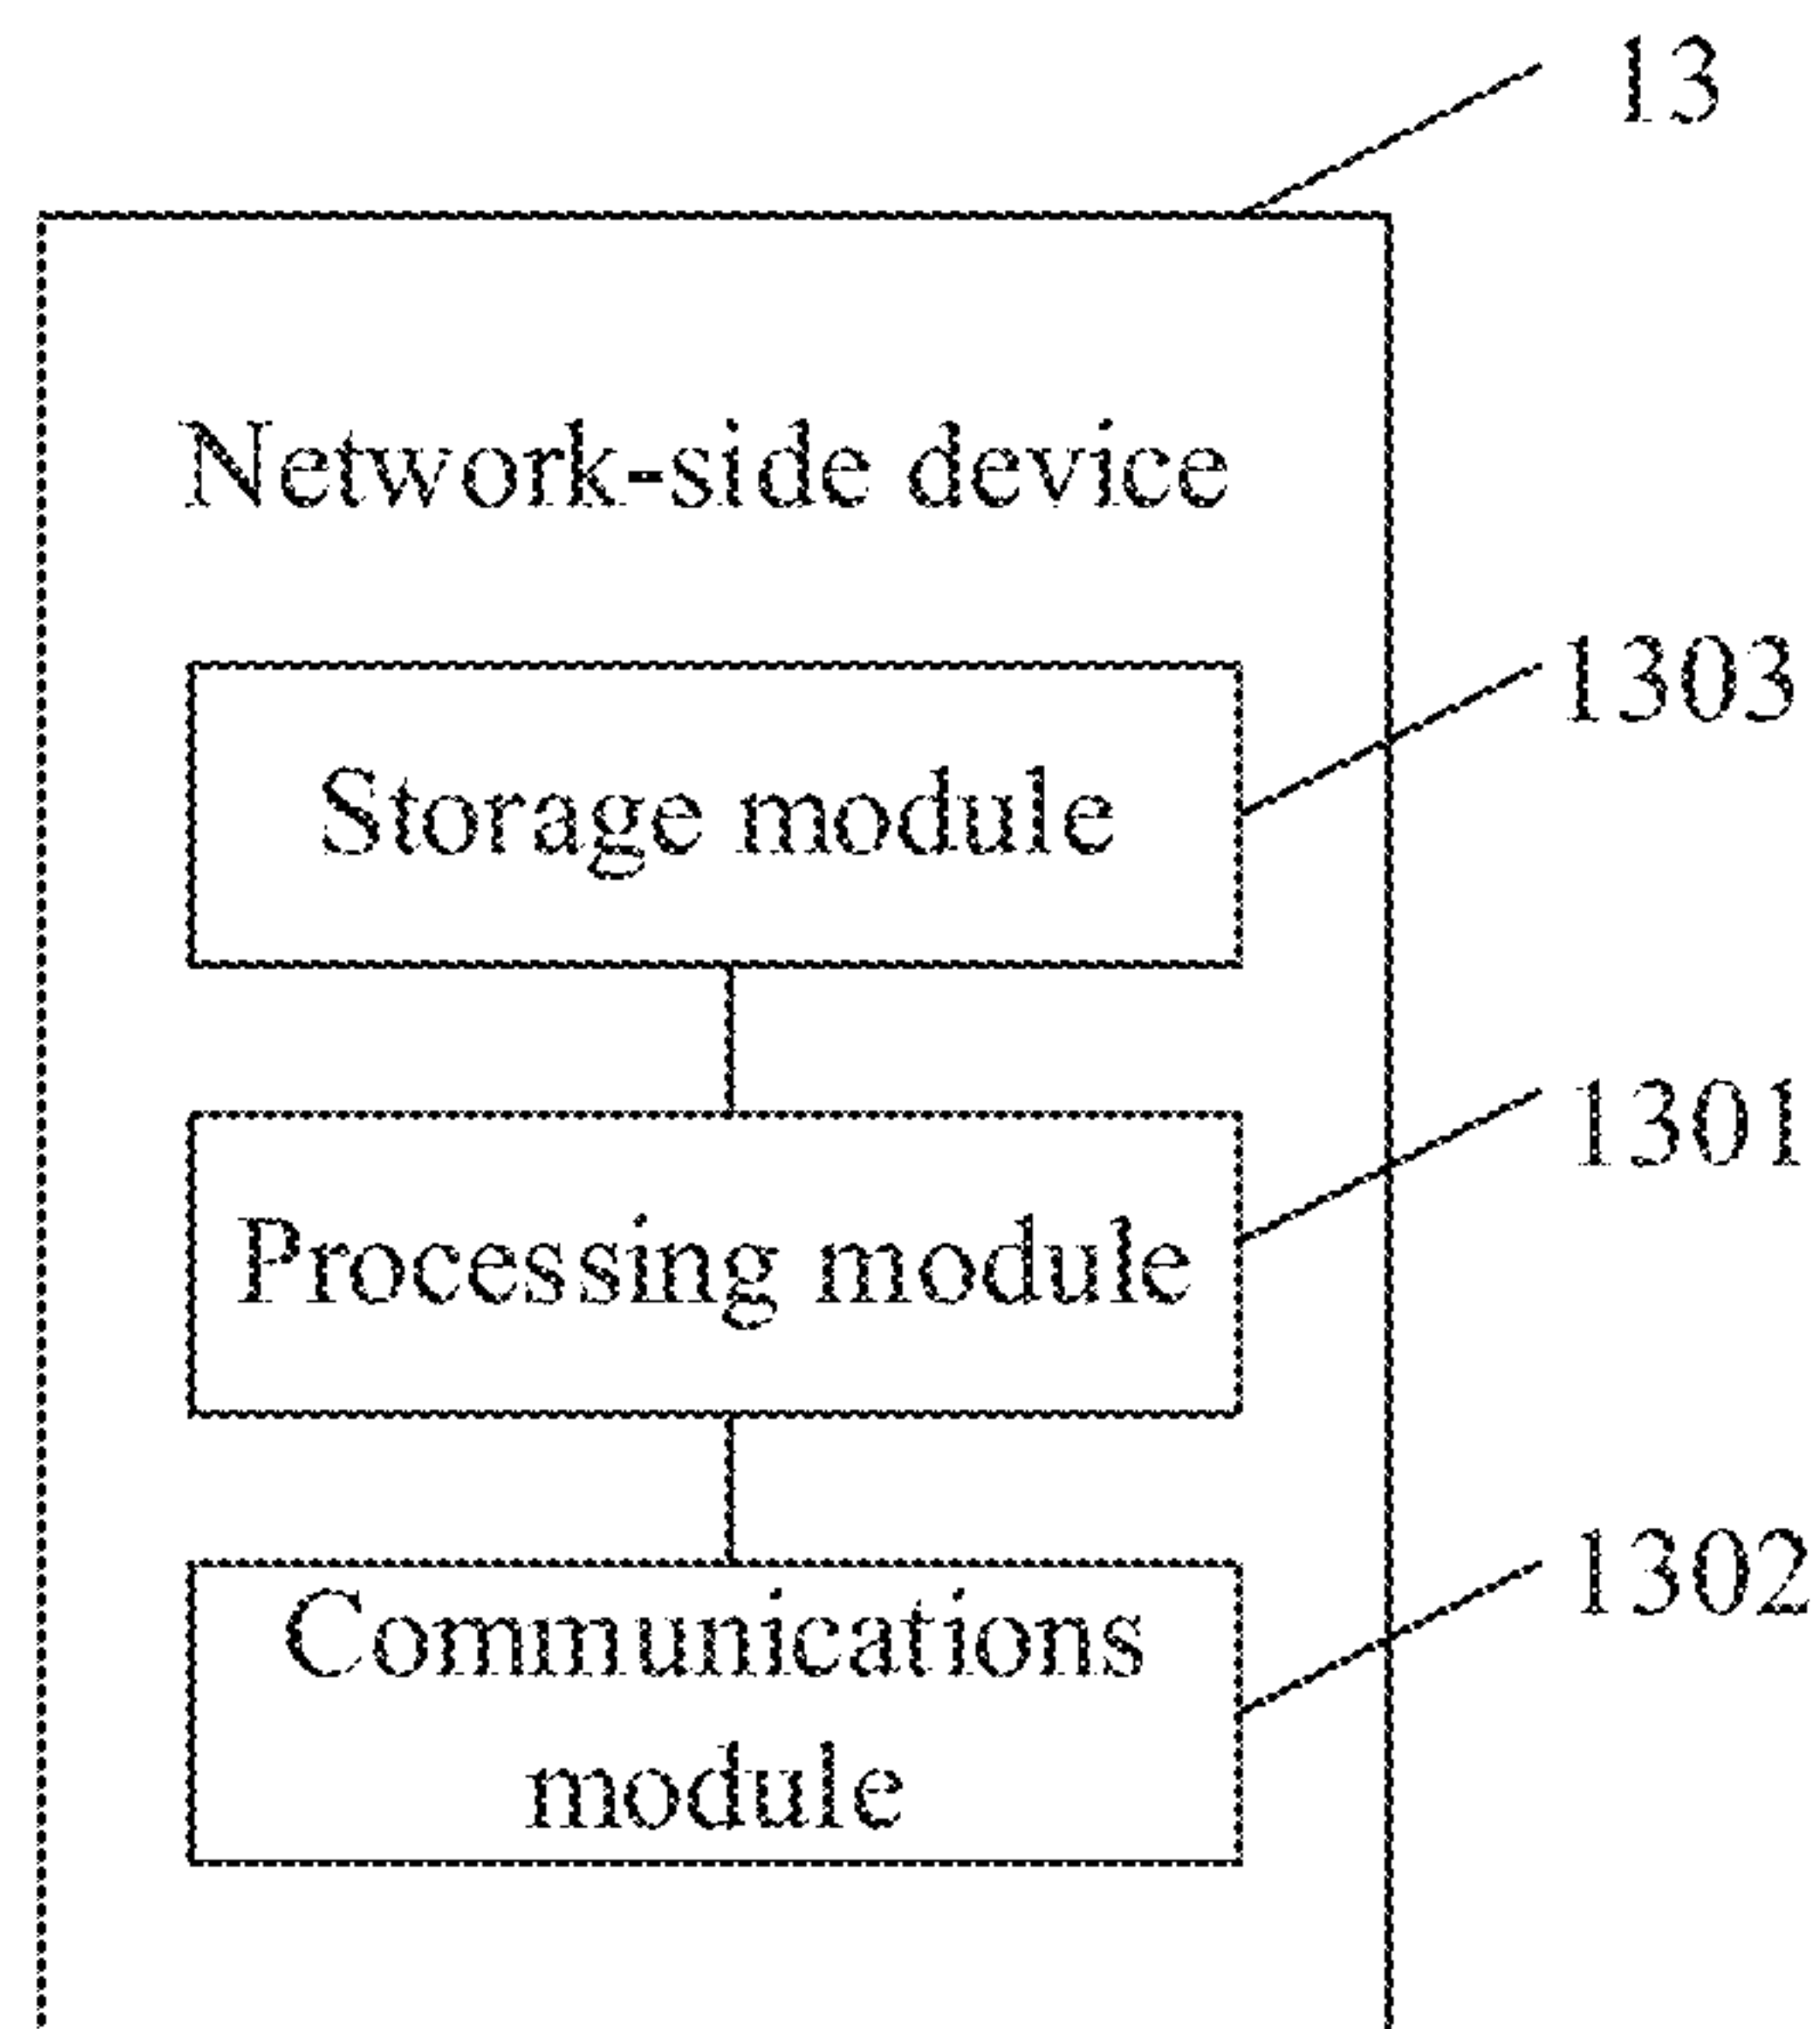 13
Network-side device
1303
Storage module
1301
Processing module
1302
Communications
module